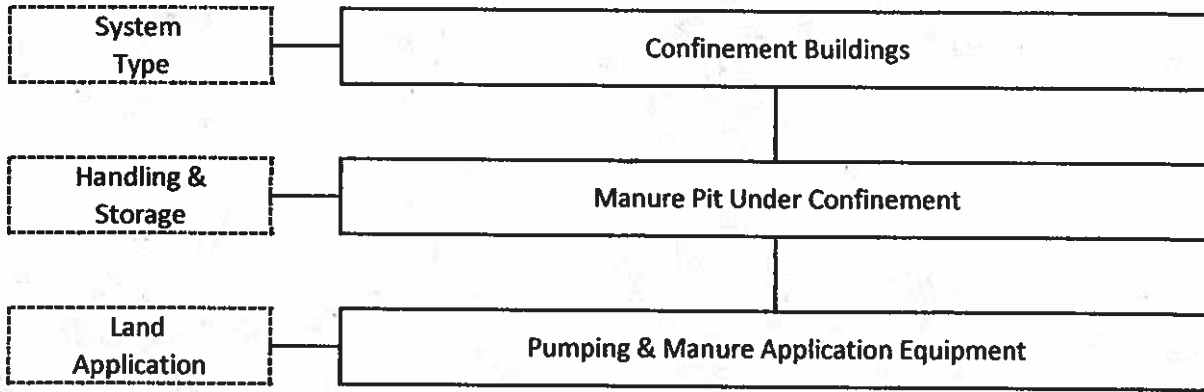 System
Type
Confinement Buildings
Handling &
Storage
Manure Pit Under Confinement
Land
Application
Pumping & Manure Application Equipment